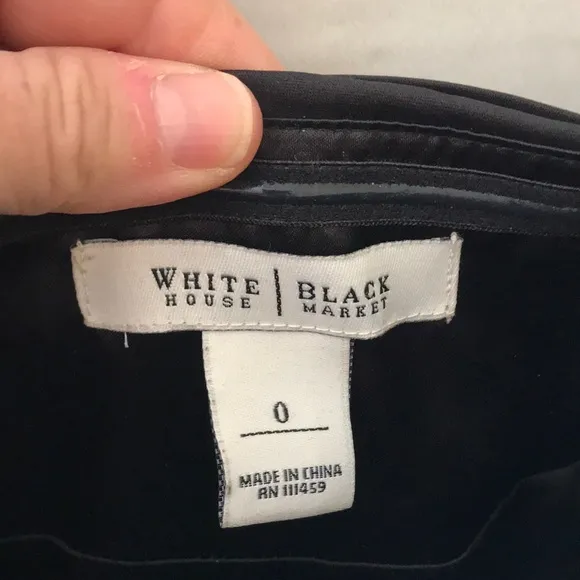 WHITE | BLACK
HOUSE | MARKET
0
MADE IN CHINA
RN 111459